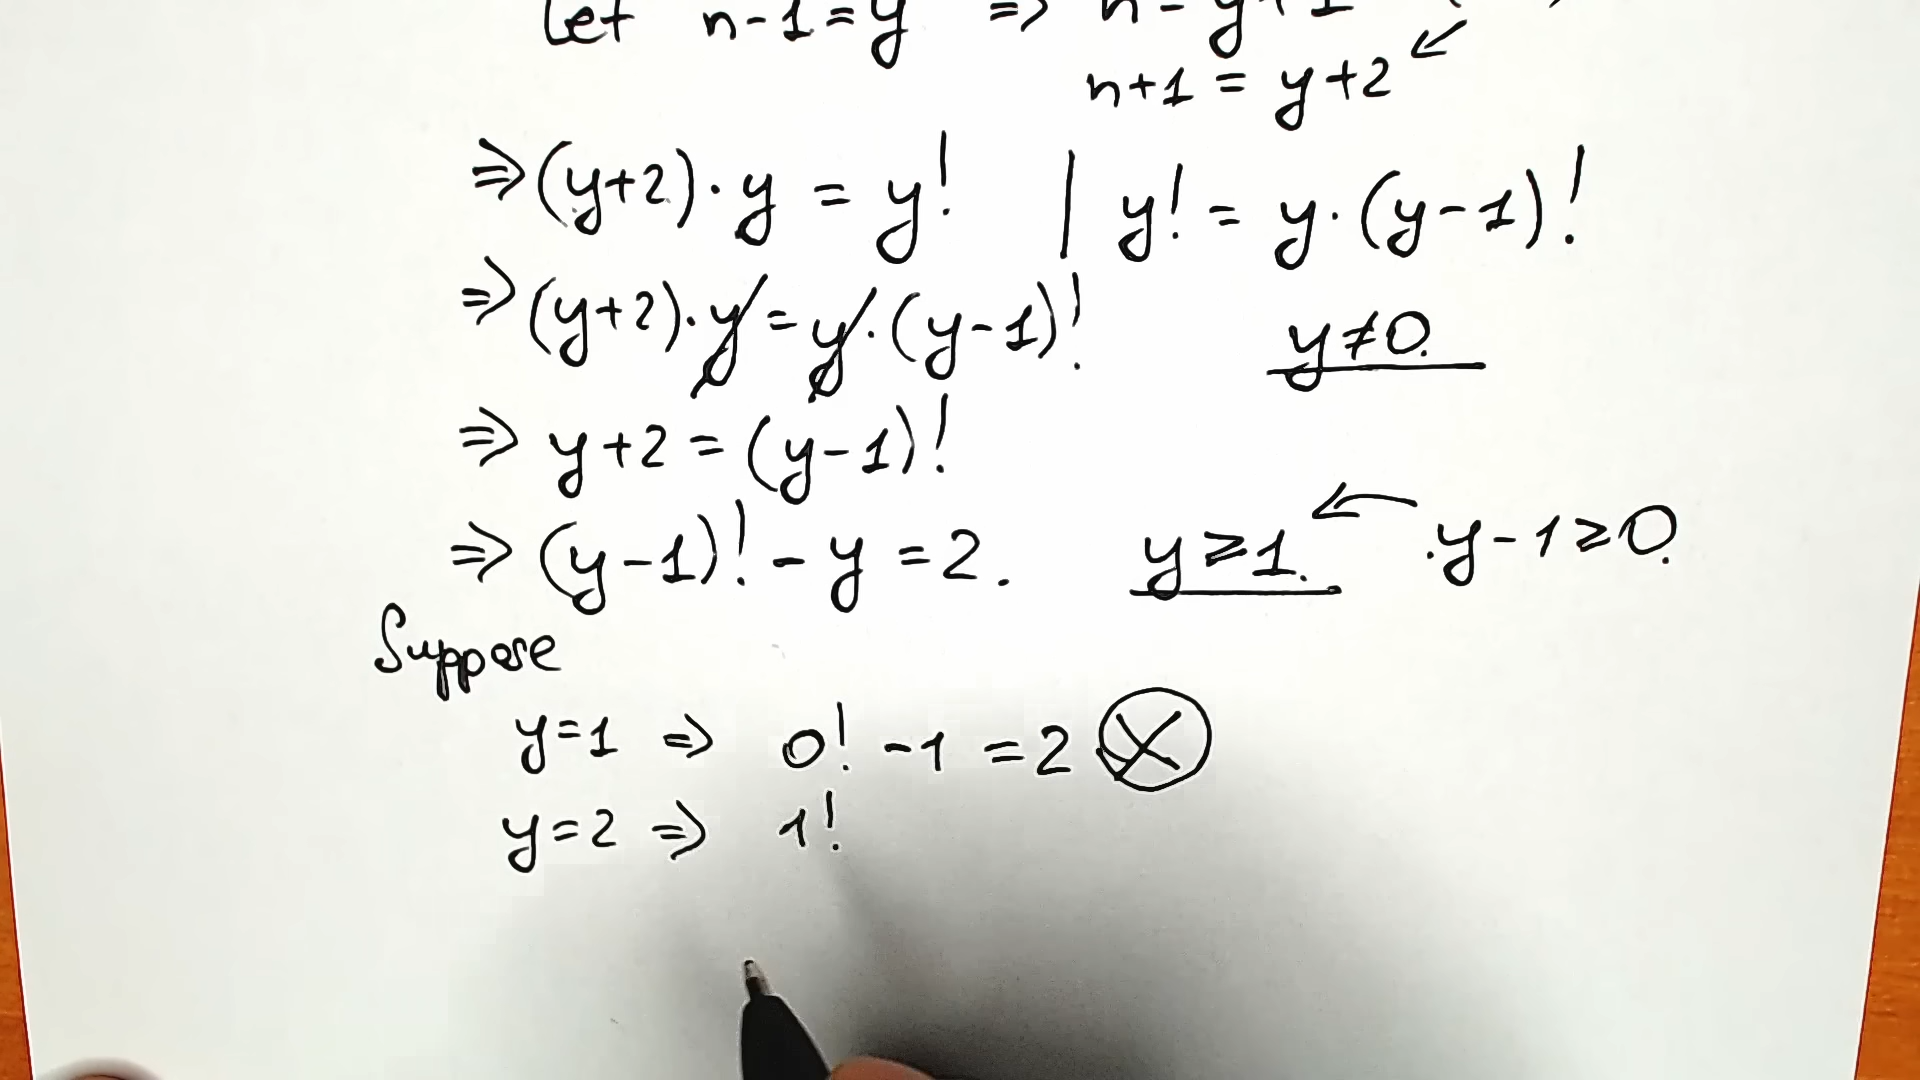 Let n-1=y => n=y+1
n+1 = y+2
=> (y+2)·y = y! | y! = y·(y-1)!
=> (y+2)·y = y·(y-1)! y≠0.
=> y+2 = (y-1)!
=> (y-1)! - y = 2. y≥1. ← y-1≥0.
Suppose
y=1 => 0! -1 = 2
y=2 => 1!